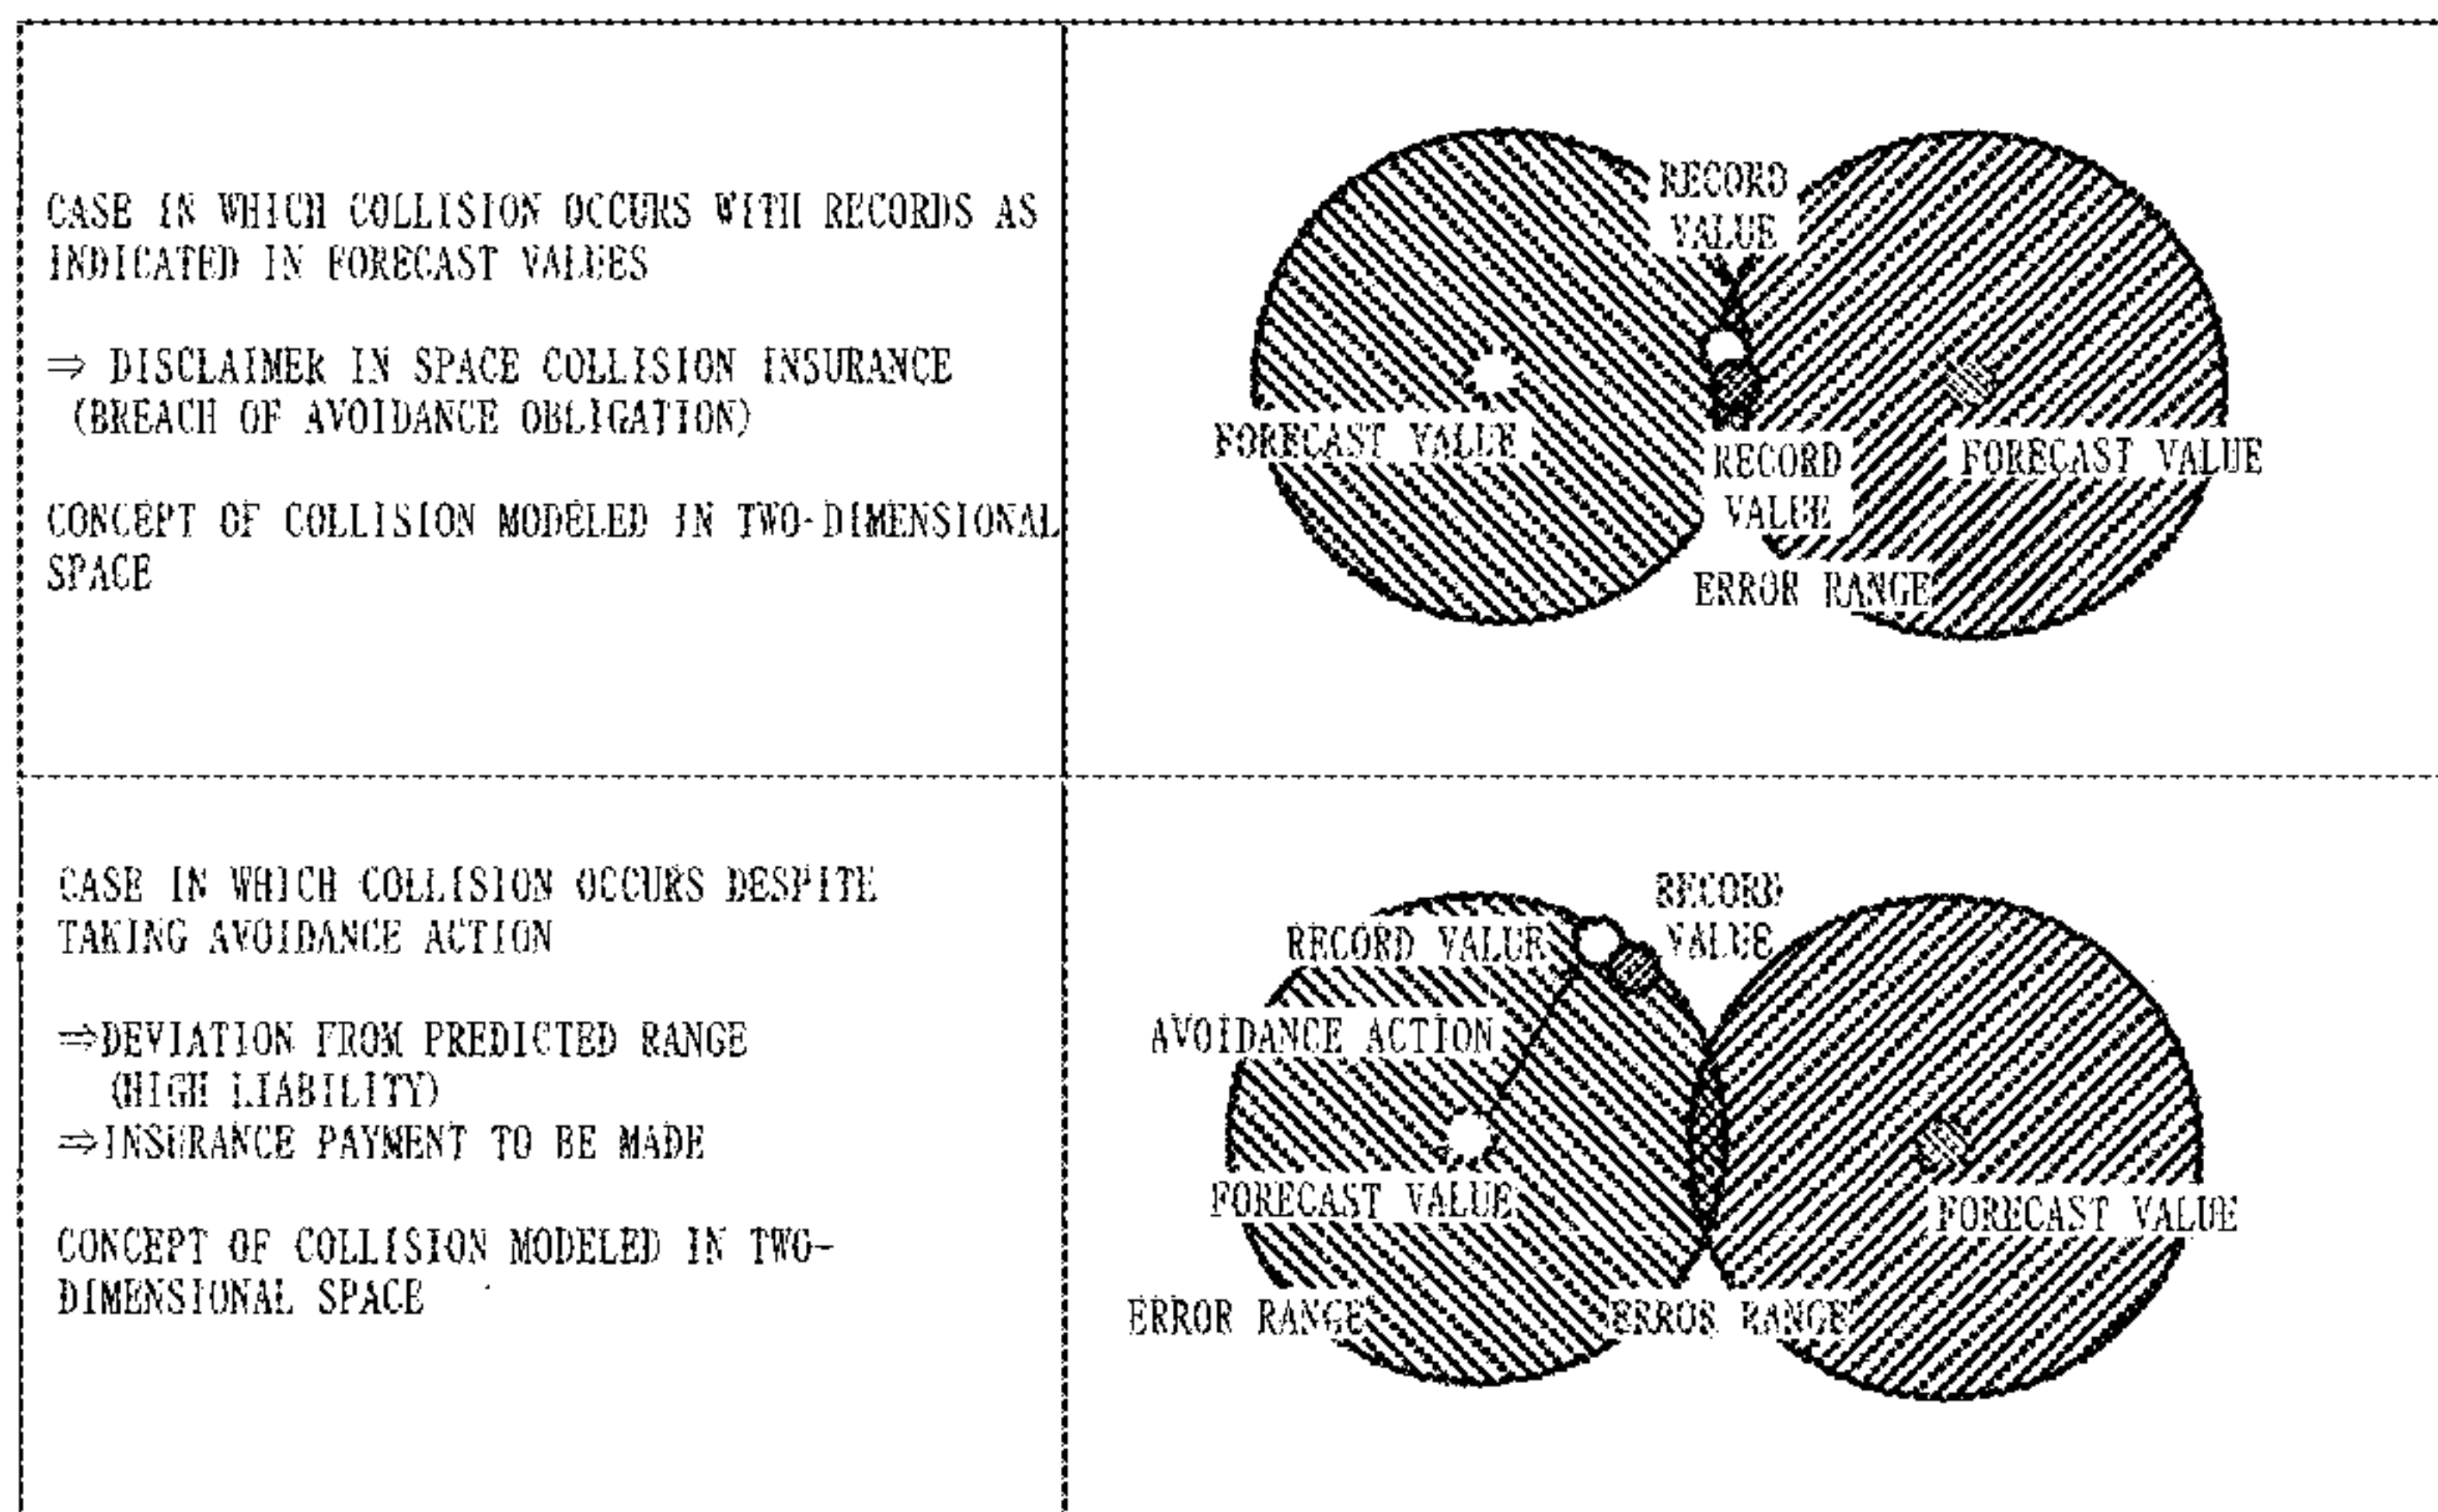 CASE IN WHICH COLLISION OCCURS WITH RECORDS AS
INDICATED IN FORECAST VALUES
⇒ DISCLAIMER IN SPACE COLLISION INSURANCE
(BREACH OF AVOIDANCE OBLIGATION)
CONCEPT OF COLLISION MODELED IN TWO-DIMENSIONAL
SPACE
RECORD
VALUE
FORECAST VALUE
RECORD
VALUE
FORECAST VALUE
ERROR RANGE
CASE IN WHICH COLLISION OCCURS DESPITE
TAKING AVOIDANCE ACTION
⇒DEVIATION FROM PREDICTED RANGE
(HIGH LIABILITY)
⇒INSURANCE PAYMENT TO BE MADE
CONCEPT OF COLLISION MODELED IN TWO-
DIMENSIONAL SPACE
RECORD
VALUE
RECORD VALUE
AVOIDANCE ACTION
FORECAST VALUE
FORECAST VALUE
ERROR RANGE
ERROR RANGE